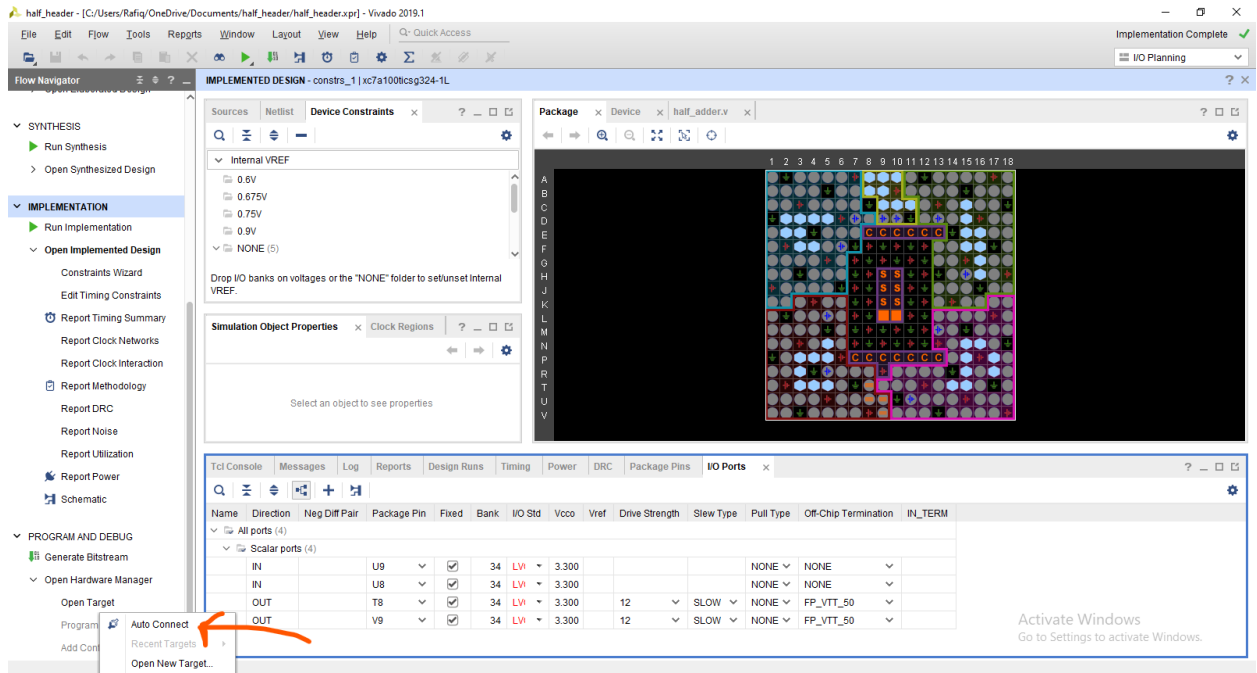 half_header - [C:/Users/Rafiq/OneDrive/Documents/half_header/half_header.xpr] - Vivado 2019.1
File Edit Flow Tools Reports Window Layout View Help Q- Quick Access
Implementation Complete
I/O Planning
Flow Navigator
IMPLEMENTED DESIGN - constrs_1 | xc7a100ticsg324-1L
SYNTHESIS
Run Synthesis
Open Synthesized Design
IMPLEMENTATION
Run Implementation
Open Implemented Design
Constraints Wizard
Edit Timing Constraints
Report Timing Summary
Report Clock Networks
Report Clock Interaction
Report Methodology
Report DRC
Report Noise
Report Utilization
Report Power
Schematic
PROGRAM AND DEBUG
Generate Bitstream
Open Hardware Manager
Open Target
Program
Add Con
Auto Connect
Recent Targets
Open New Target...
Sources Netlist Device Constraints
Internal VREF
0.6V
0.675V
0.75V
0.9V
NONE (5)
Drop I/O banks on voltages or the "NONE" folder to set/unset Internal
VREF.
Simulation Object Properties Clock Regions
Select an object to see properties
Package Device half_adder.v
1 2 3 4 5 6 7 8 9 10 11 12 13 14 15 16 17 18
A
B
C
D
E
F
G
H
J
K
L
M
N
P
R
T
U
V
C C C C C C
S S
S S
S S
C C C C C C C
Tcl Console Messages Log Reports Design Runs Timing Power DRC Package Pins I/O Ports
Name Direction Neg Diff Pair Package Pin Fixed Bank I/O Std Vcco Vref Drive Strength Slew Type Pull Type Off-Chip Termination IN_TERM
All ports (4)
Scalar ports (4)
IN U9 34 LV 3.300 NONE NONE
IN U8 34 LV 3.300 NONE NONE
OUT T8 34 LV 3.300 12 SLOW NONE FP_VTT_50
OUT V9 34 LV 3.300 12 SLOW NONE FP_VTT_50
Activate Windows
Go to Settings to activate Windows.